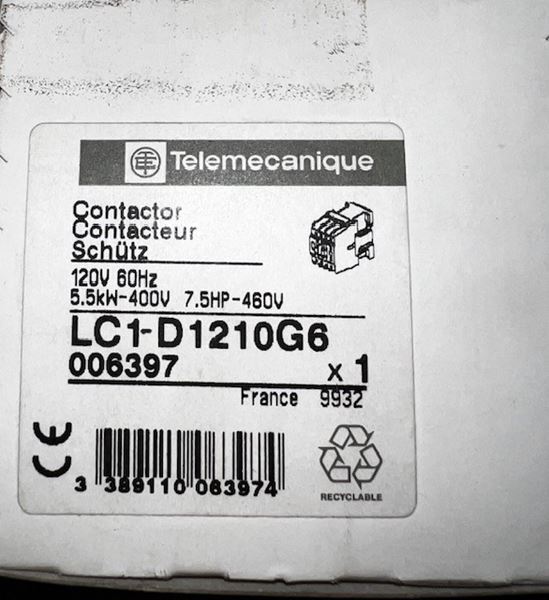 Telemecanique
Contactor
Contacteur
Schütz
120V 60Hz
5.5kW-400V 7.5HP-460V
LC1-D1210G6
006397 x 1
France 9932
CE
3 389110 063974
RECYCLABLE